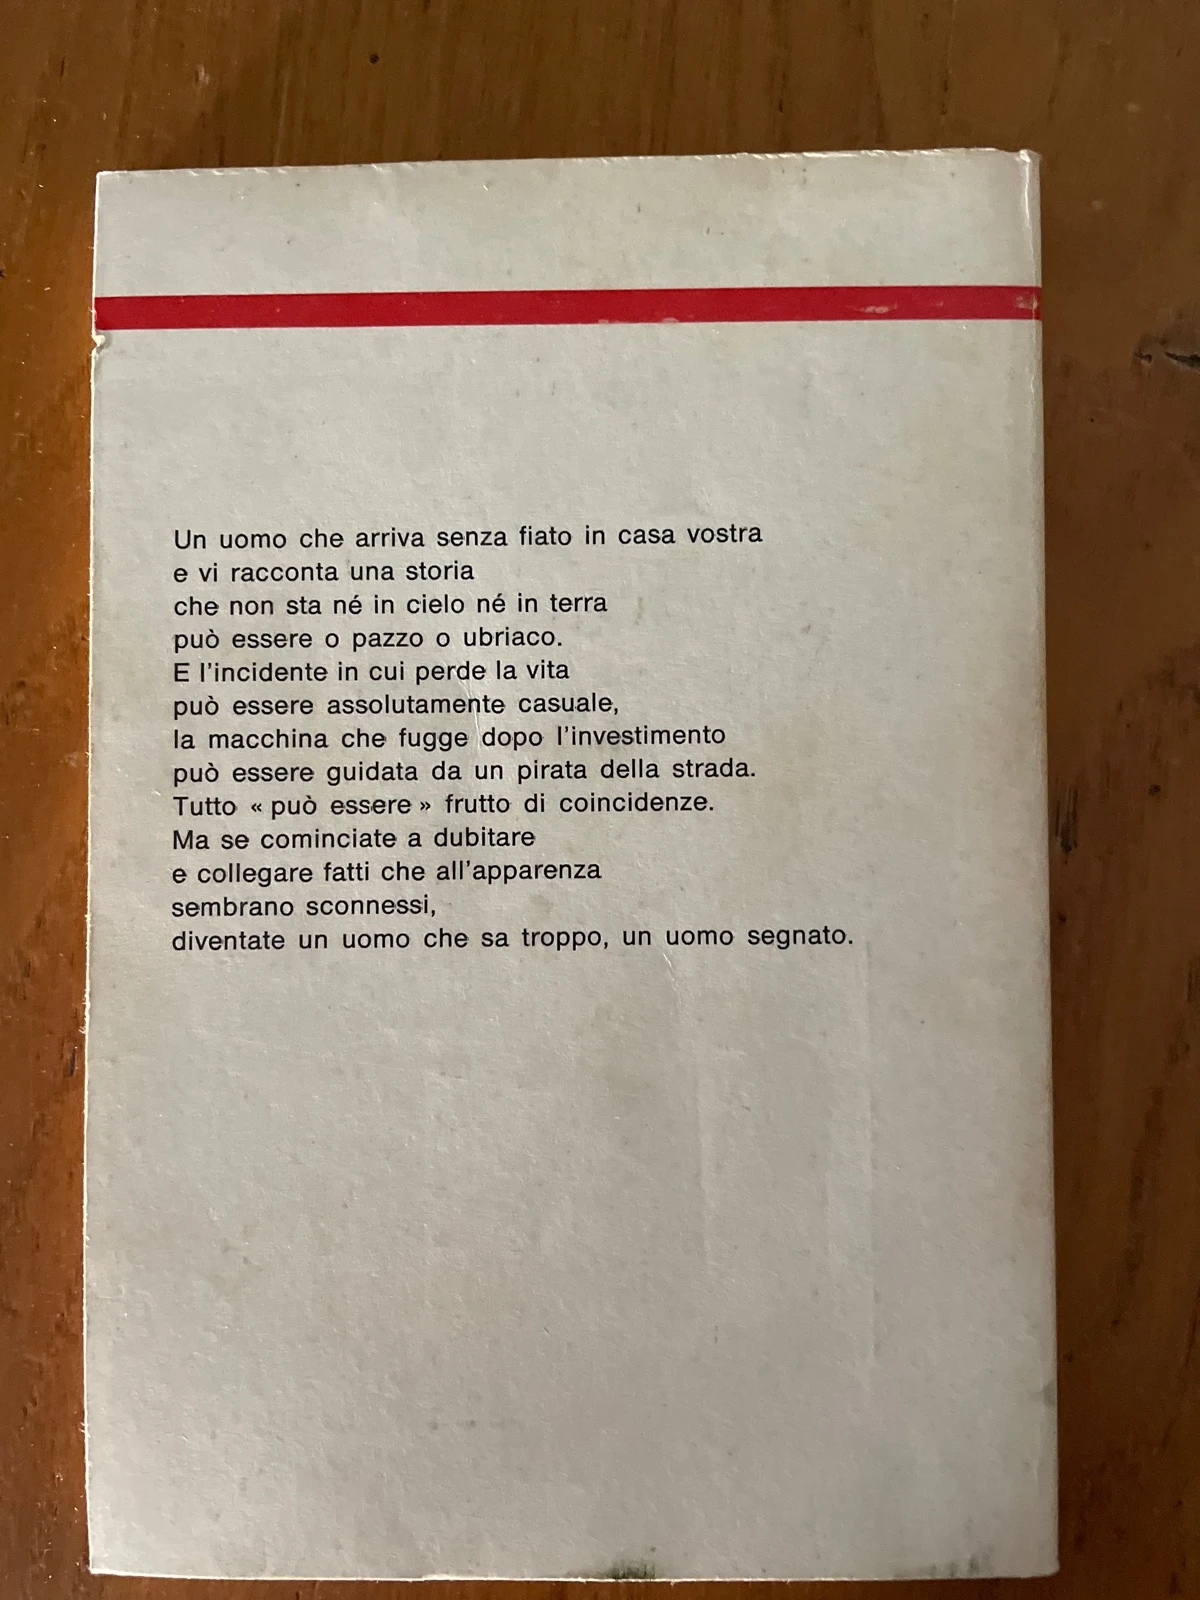 Un uomo che arriva senza fiato in casa vostra
e vi racconta una storia
che non sta né in cielo né in terra
può essere o pazzo o ubriaco.
E l'incidente in cui perde la vita
può essere assolutamente casuale,
la macchina che fugge dopo l'investimento
può essere guidata da un pirata della strada.
Tutto « può essere » frutto di coincidenze.
Ma se cominciate a dubitare
e collegare fatti che all'apparenza
sembrano sconnessi,
diventate un uomo che sa troppo, un uomo segnato.